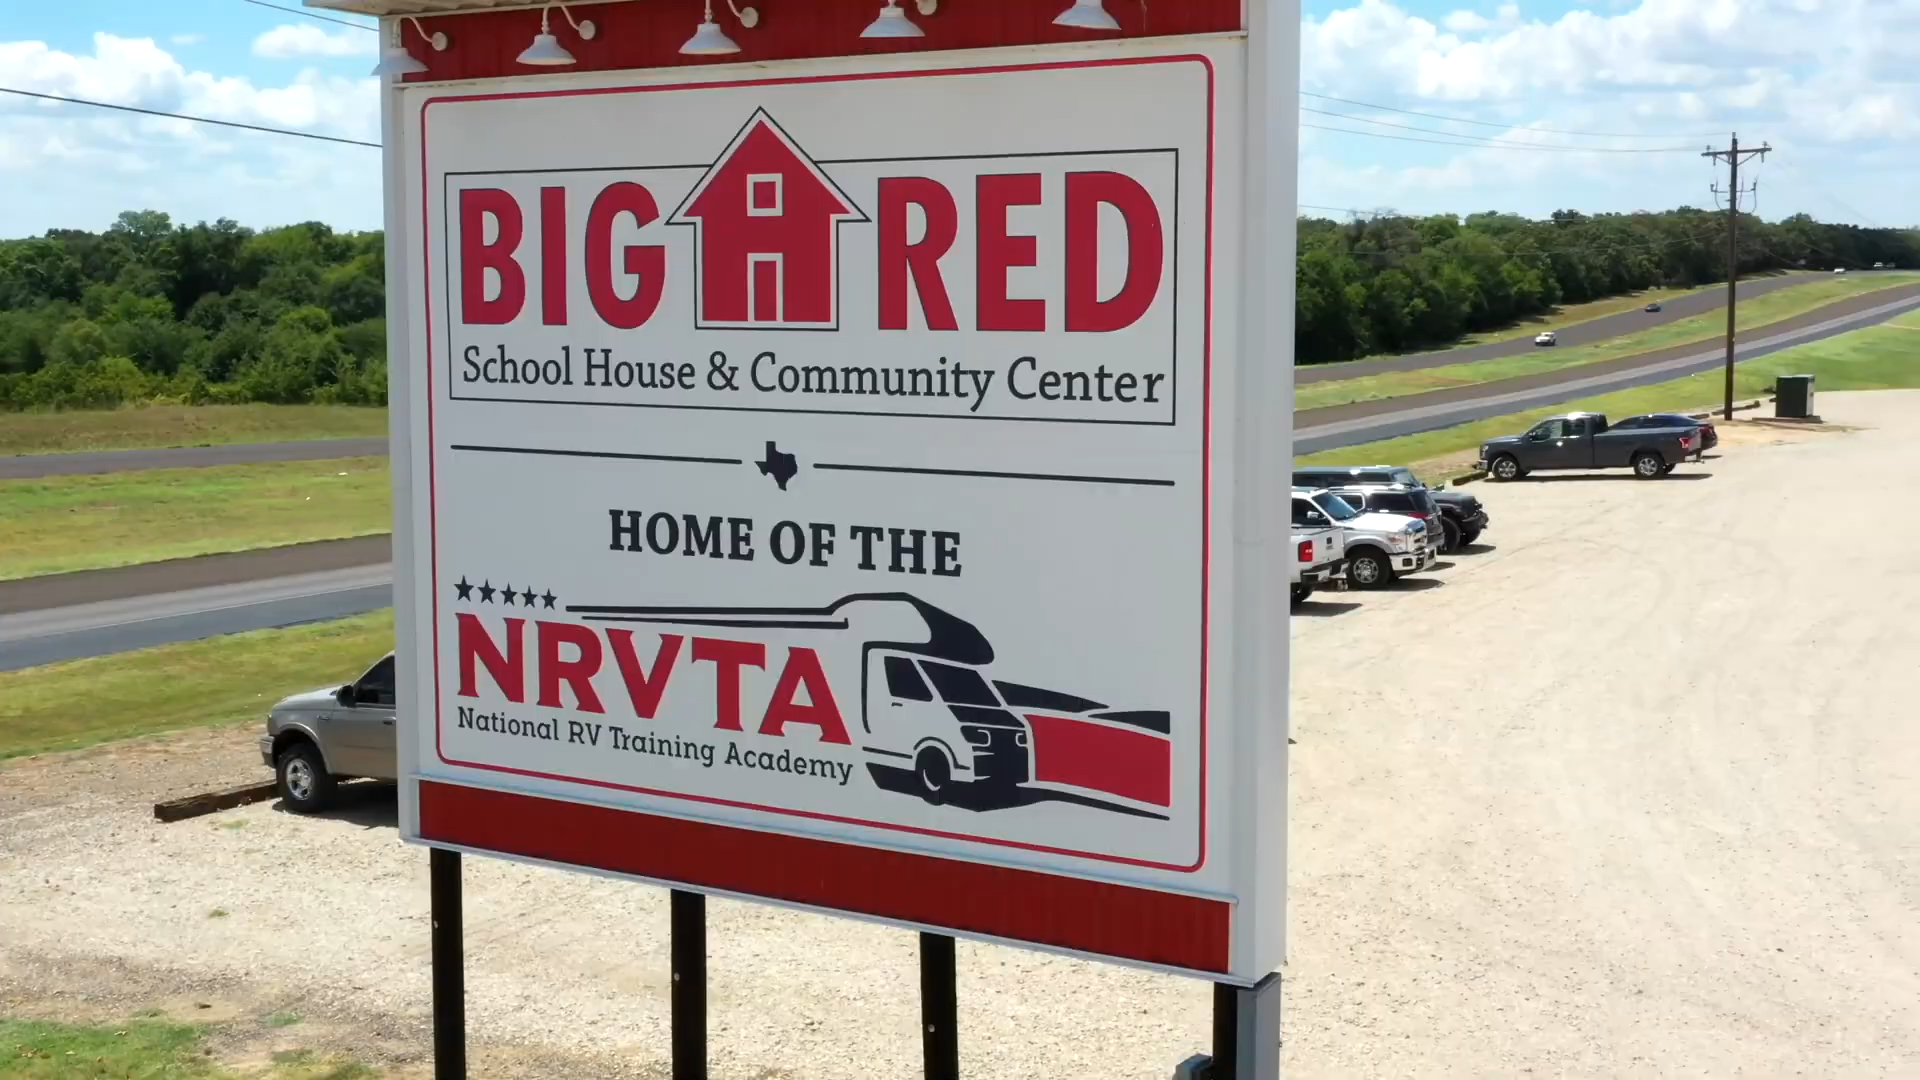 BIG RED
School House & Community Center
HOME OF THE
NRVTA
National RV Training Academy